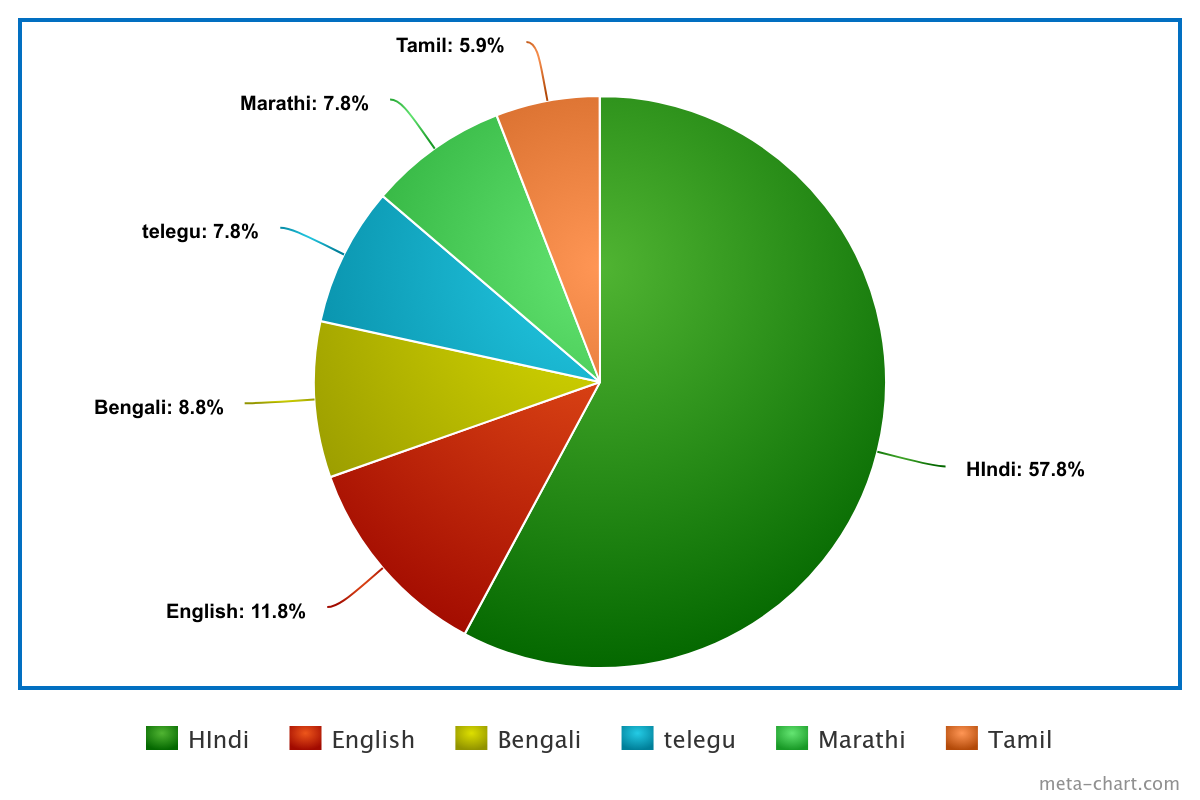 Tamil: 5.9%
Marathi: 7.8%
telegu: 7.8%
Bengali: 8.8%
HIndi: 57.8%
English: 11.8%
HIndi English Bengali telegu Marathi Tamil
meta-chart.com